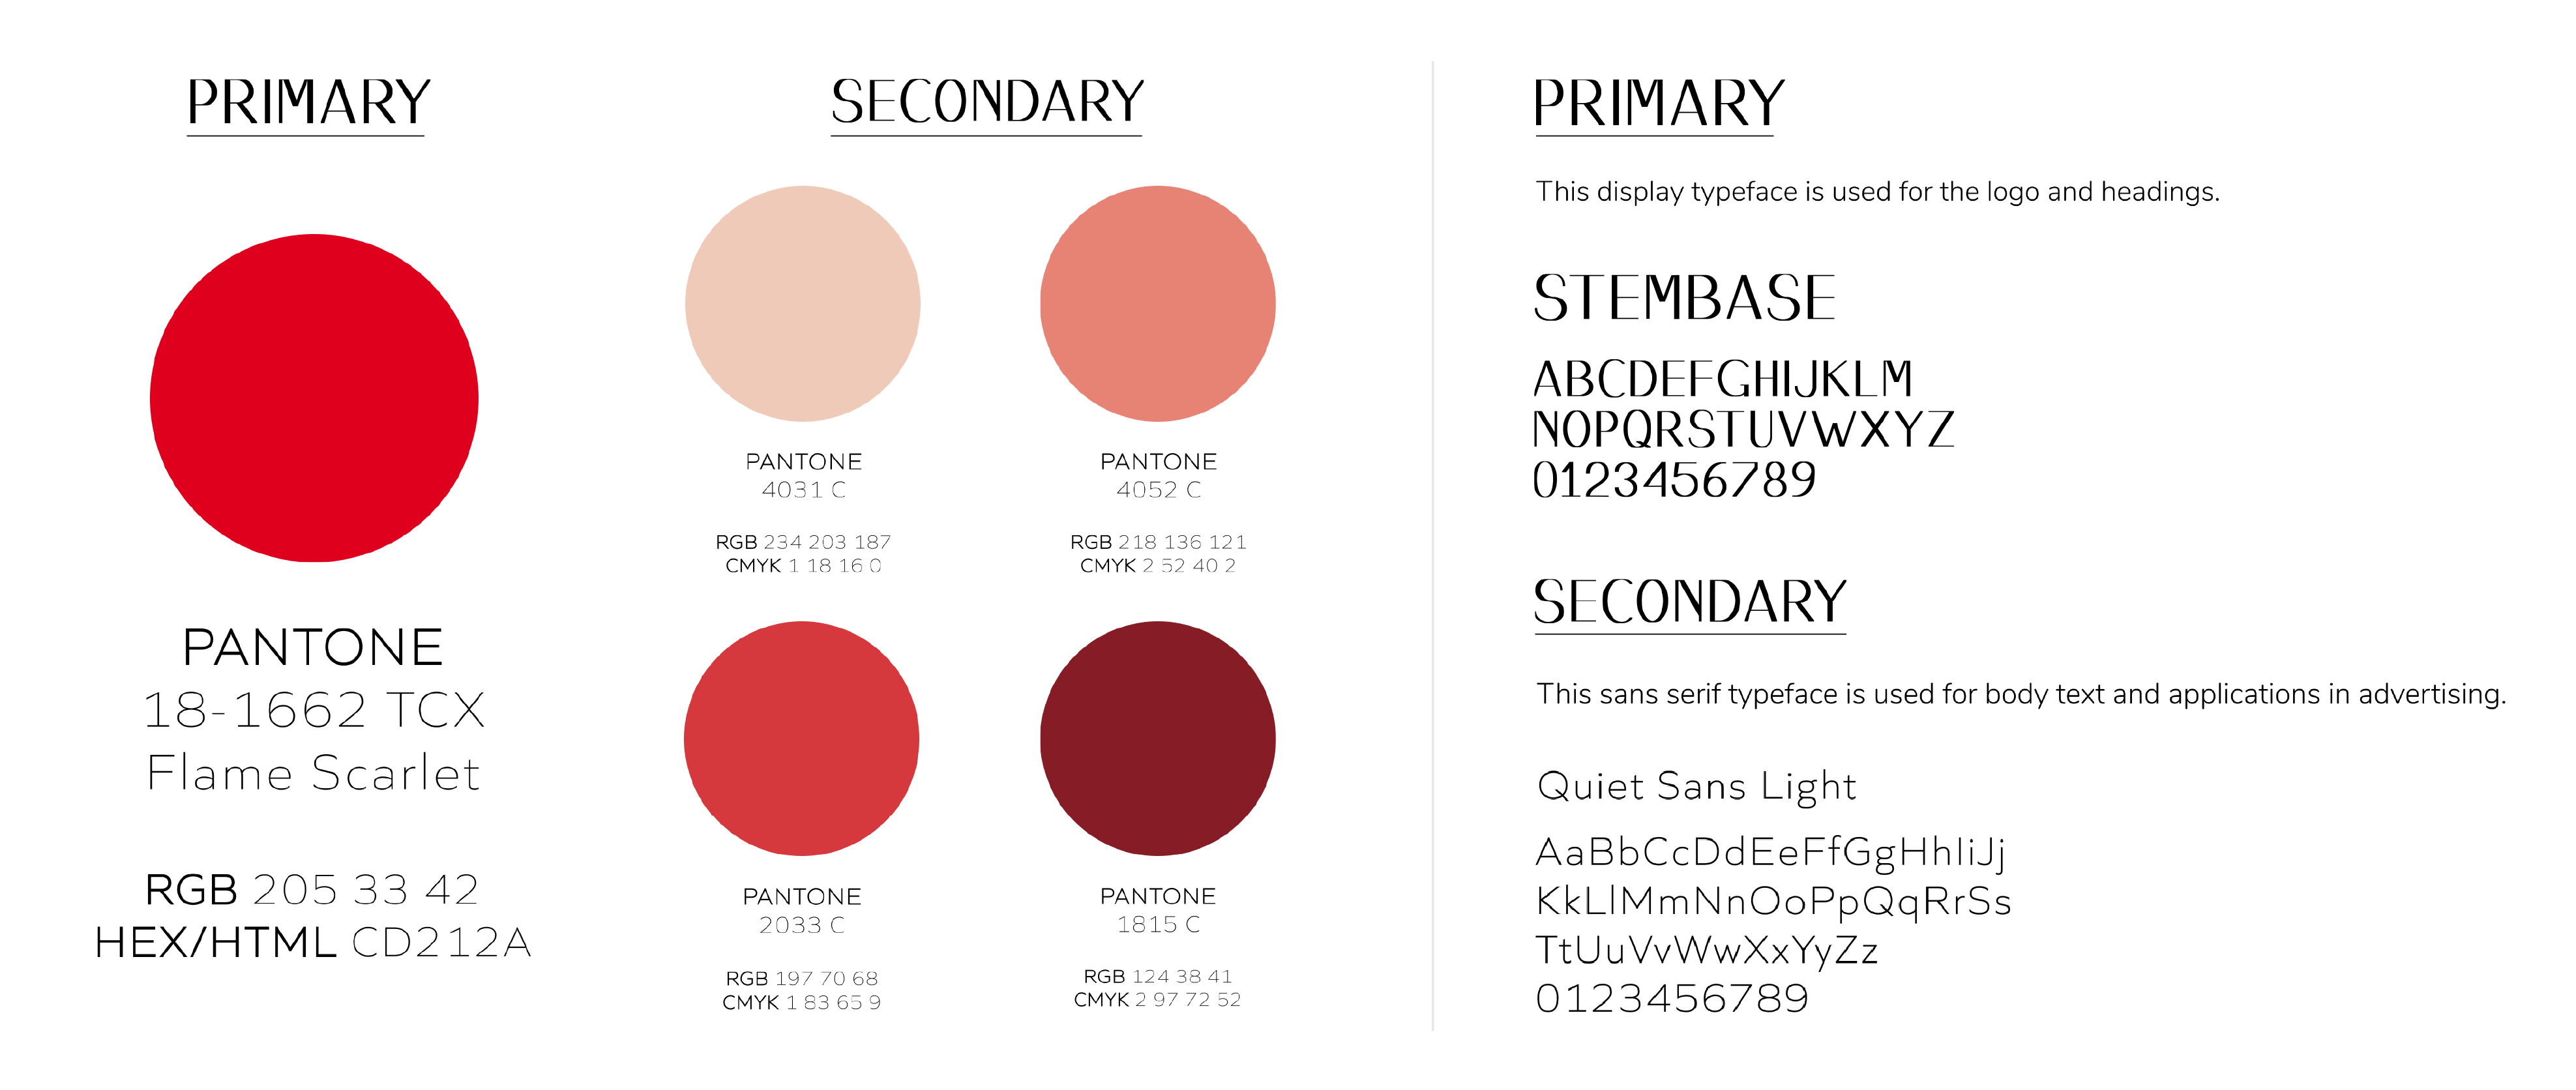 PRIMARY
PANTONE
18-1662 TCX
Flame Scarlet
RGB 205 33 42
HEX/HTML CD212A
SECONDARY
PANTONE
4031 C
RGB 234 203 187
CMYK 1 18 16 0
PANTONE
4052 C
RGB 218 136 121
CMYK 2 52 40 2
PANTONE
2033 C
RGB 197 70 68
CMYK 1 83 65 9
PANTONE
1815 C
RGB 124 38 41
CMYK 2 97 72 52
PRIMARY
This display typeface is used for the logo and headings.
STEMBASE
ABCDEFGHIJKLM
NOPQRSTUVWXYZ
0123456789
SECONDARY
This sans serif typeface is used for body text and applications in advertising.
Quiet Sans Light
AaBbCcDdEeFfGgHhIiJj
KkLlMmNnOoPpQqRrSs
TtUuVvWwXxYyZz
0123456789